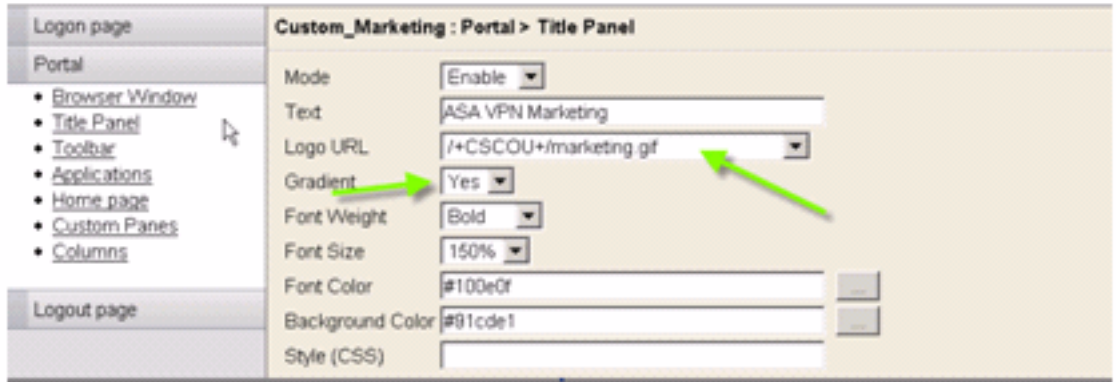 Logon page
Portal
Browser Window
Title Panel
Toolbar
Applications
Home page
Custom Panes
Columns
Logout page
Custom_Marketing : Portal > Title Panel
Mode Enable
Text ASA VPN Marketing
Logo URL /+CSCOU+/marketing.gif
Gradient Yes
Font Weight Bold
Font Size 150%
Font Color #100e0f ...
Background Color #91cde1 ...
Style (CSS)